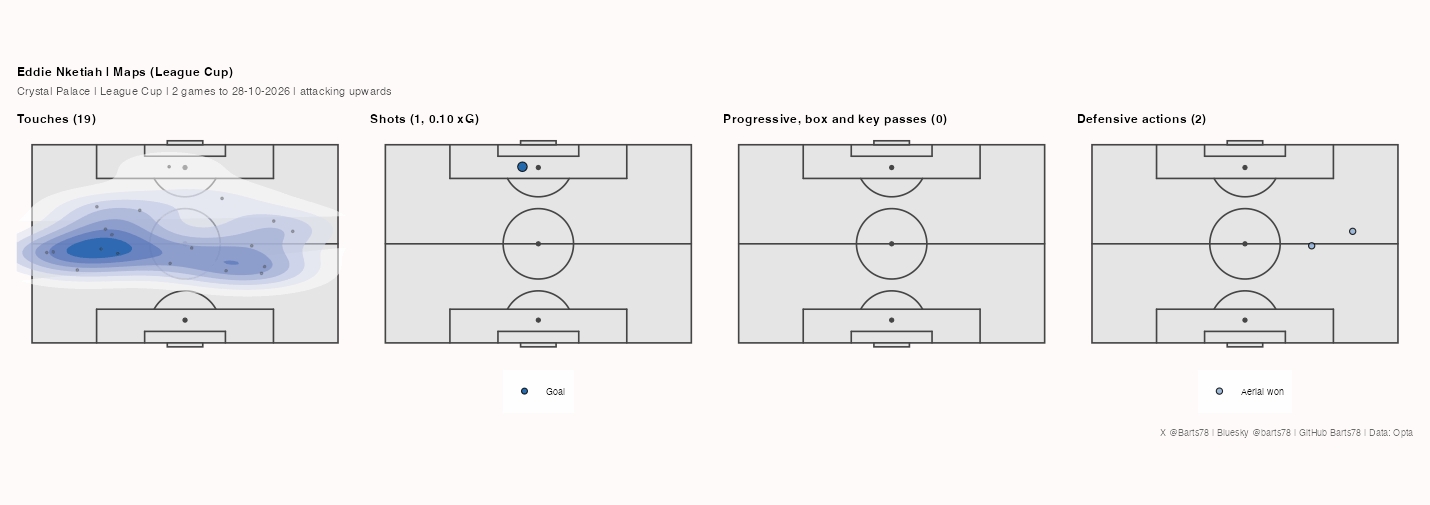 Eddie Nketiah | Maps (League Cup)
Crystal Palace | League Cup | 2 games to 28-10-2026 | attacking upwards
Touches (19)
Shots (1, 0.10 xG)
Progressive, box and key passes (0)
Defensive actions (2)
Goal
Aerial won
X @Barts78 | Bluesky @barts78 | GitHub Barts78 | Data: Opta